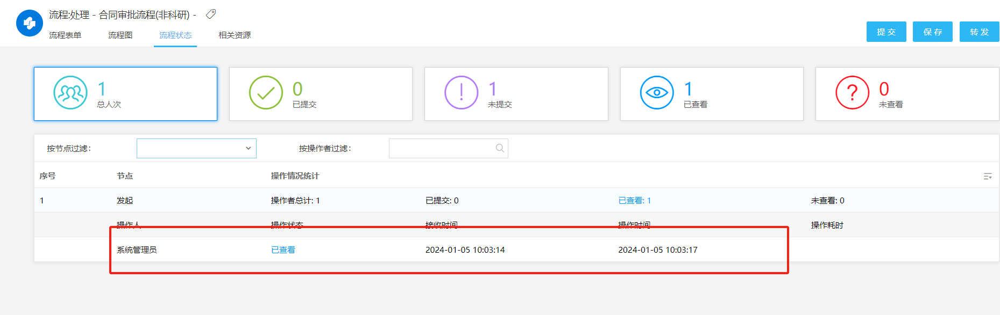 流程:处理 - 合同审批流程(非科研) -
流程表单 流程图 流程状态 相关资源
提交 保存 转发
1 总人次
0 已提交
1 未提交
1 已查看
0 未查看
按节点过滤: 按操作者过滤:
序号 节点 操作情况统计
1 发起 操作者总计: 1 已提交: 0 已查看: 1 未查看: 0
操作人 操作状态 接收时间 操作时间 操作耗时
系统管理员 已查看 2024-01-05 10:03:14 2024-01-05 10:03:17